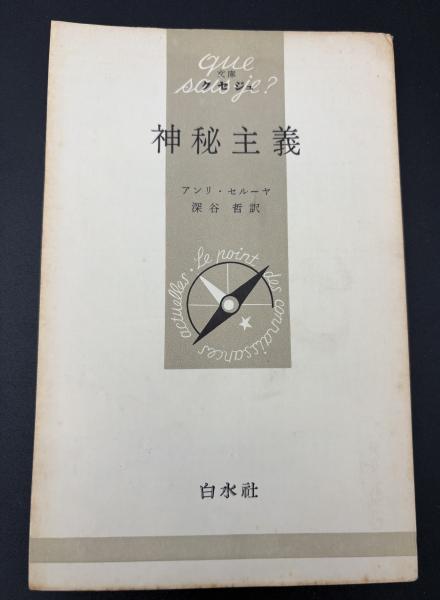 que
sais-je?
文庫
クセジュ
神秘主義
アンリ・セルーヤ
深谷 哲訳
Le point des connaissances actuelles.
白水社